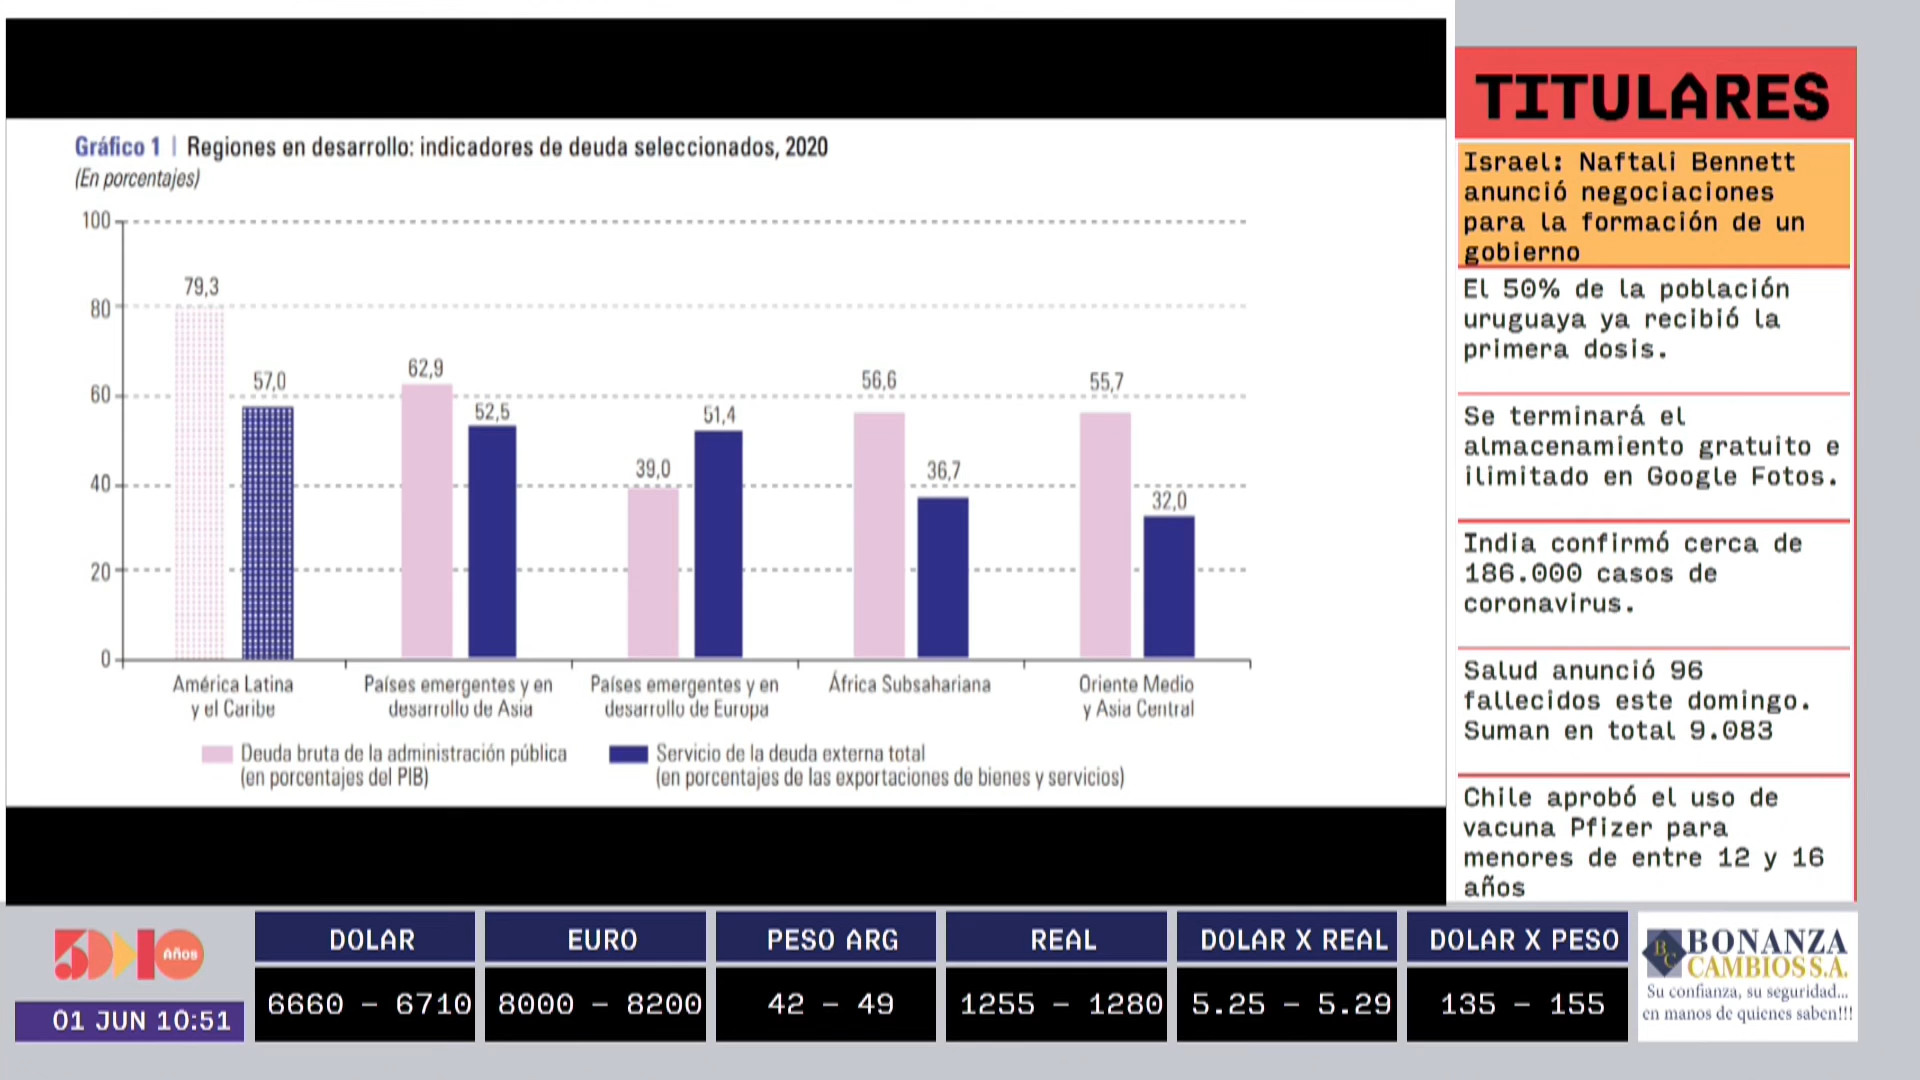 Gráfico 1 | Regiones en desarrollo: indicadores de deuda seleccionados, 2020
(En porcentajes)
100
80
60
40
20
0
79,3
57,0
62,9
52,5
39,0
51,4
56,6
36,7
55,7
32,0
América Latina
y el Caribe
Países emergentes y en
desarrollo de Asia
Países emergentes y en
desarrollo de Europa
África Subsahariana
Oriente Medio
y Asia Central
Deuda bruta de la administración pública
(en porcentajes del PIB)
Servicio de la deuda externa total
(en porcentajes de las exportaciones de bienes y servicios)
TITULARES
Israel: Naftali Bennett
anunció negociaciones
para la formación de un
gobierno
El 50% de la población
uruguaya ya recibió la
primera dosis.
Se terminará el
almacenamiento gratuito e
ilimitado en Google Fotos.
India confirmó cerca de
186.000 casos de
coronavirus.
Salud anunció 96
fallecidos este domingo.
Suman en total 9.083
Chile aprobó el uso de
vacuna Pfizer para
menores de entre 12 y 16
años
Años
01 JUN 10:51
DOLAR
6660 - 6710
EURO
8000 - 8200
PESO ARG
42 - 49
REAL
1255 - 1280
DOLAR X REAL
5.25 - 5.29
DOLAR X PESO
135 - 155
BC
BONANZA
CAMBIOS S.A.
Su confianza, su seguridad...
en manos de quienes saben!!!